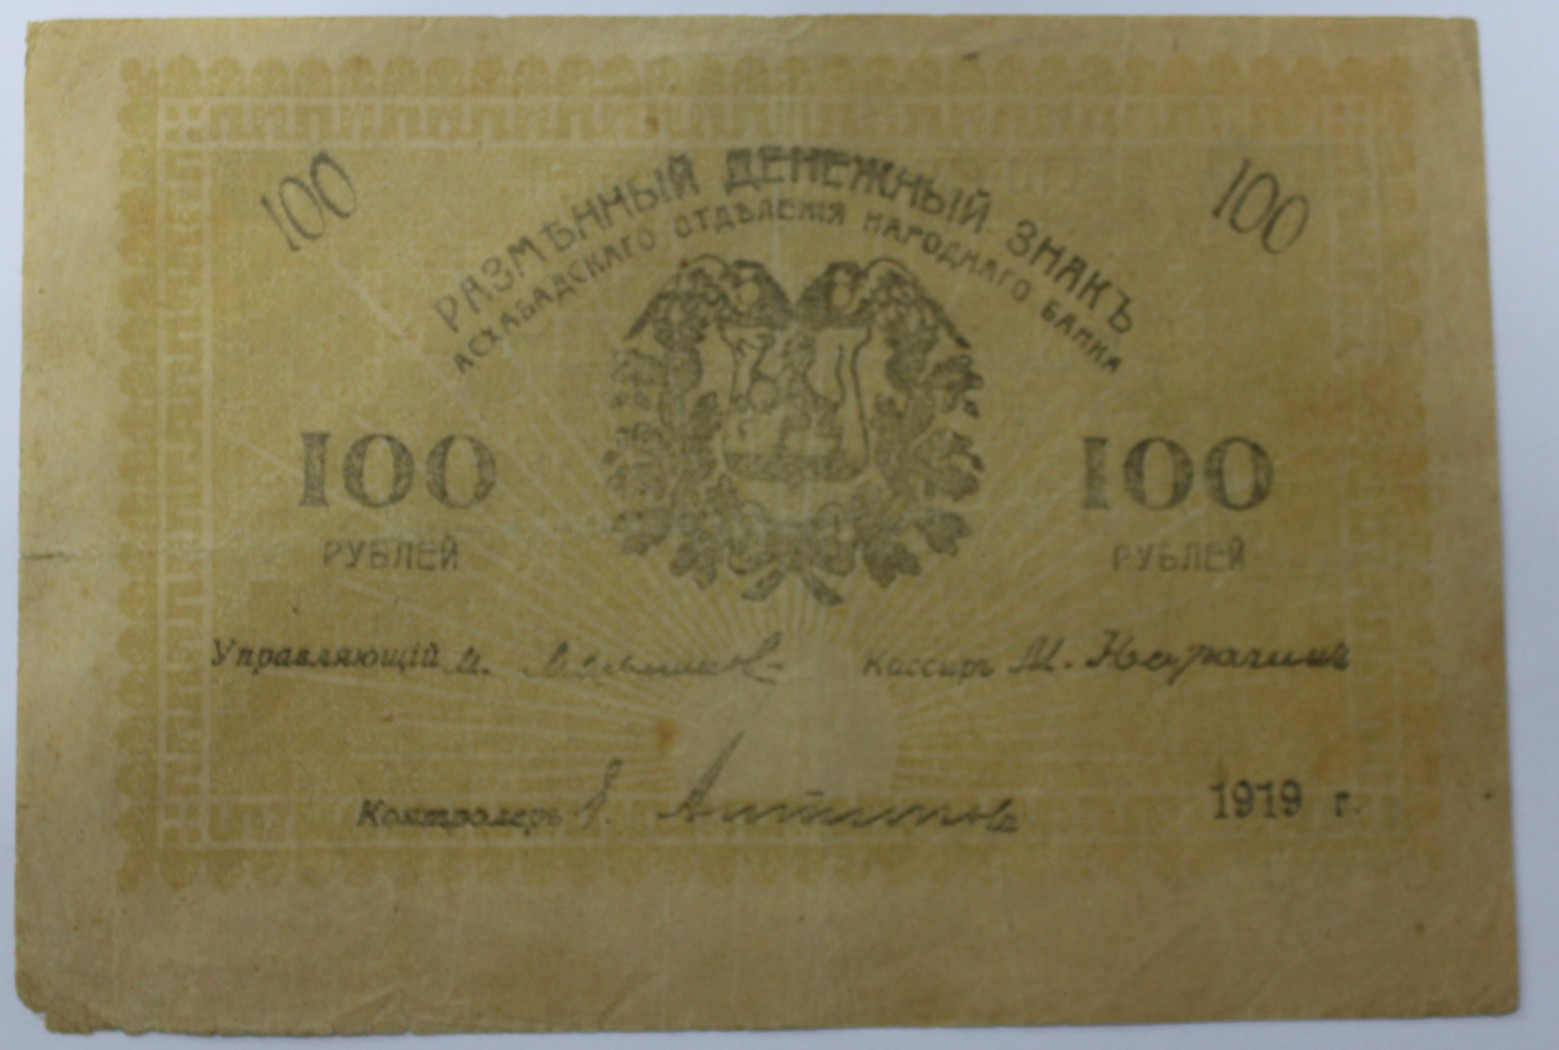 100 100
РАЗМѢННЫЙ ДЕНЕЖНЫЙ ЗНАКЪ
АСХАБАДСКАГО ОТДѢЛЕНІЯ НАРОДНАГО БАНКА
100 100
РУБЛЕЙ РУБЛЕЙ
Управляющій И. Кассиръ М.
Контролеръ
1919 г.